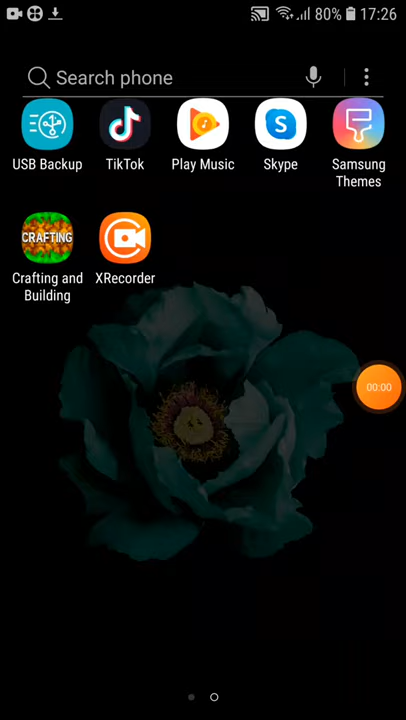 80% 17:26
Search phone
USB Backup
TikTok
Play Music
Skype
Samsung
Themes
CRAFTING
Crafting and
Building
XRecorder
00:00